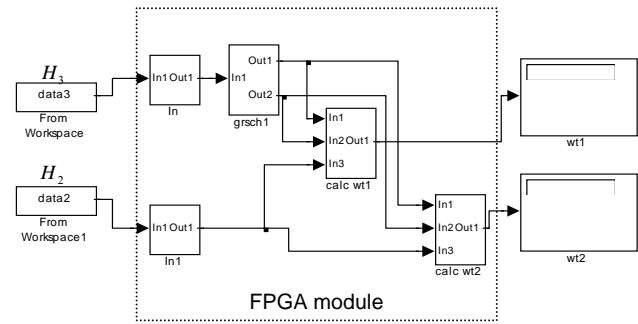 H3
data3
From
Workspace
In1 Out1
In
In1
Out1
Out2
grsch1
In1
In2 Out1
In3
calc wt1
wt1
H2
data2
From
Workspace1
In1 Out1
In1
In1
In2 Out1
In3
calc wt2
wt2
FPGA module